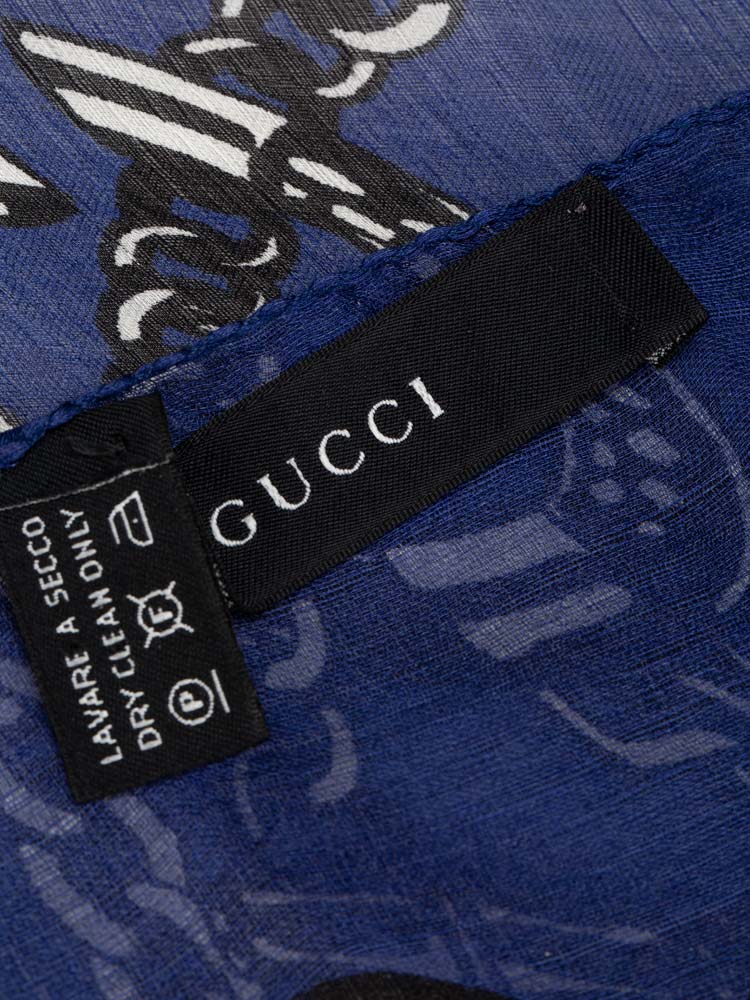 GUCCI
LAVARE A SECCO
DRY CLEAN ONLY
P F